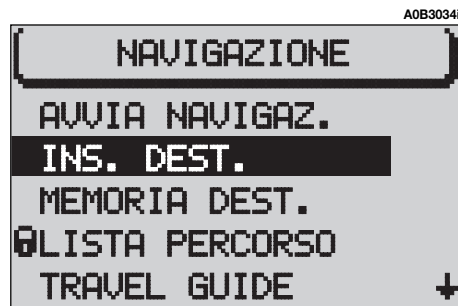 A0B3034i
NAVIGAZIONE
AVVIA NAVIGAZ.
INS. DEST.
MEMORIA DEST.
LISTA PERCORSO
TRAVEL GUIDE